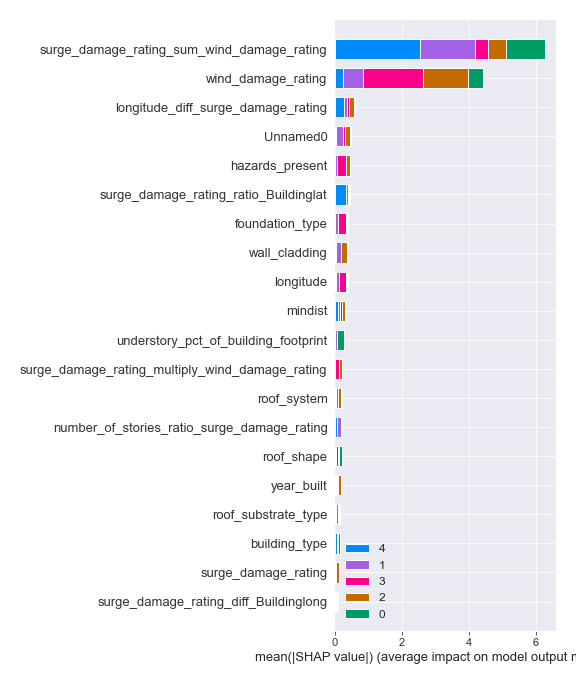 surge_damage_rating_sum_wind_damage_rating
wind_damage_rating
longitude_diff_surge_damage_rating
Unnamed0
hazards_present
surge_damage_rating_ratio_Buildinglat
foundation_type
wall_cladding
longitude
mindist
understory_pct_of_building_footprint
surge_damage_rating_multiply_wind_damage_rating
roof_system
number_of_stories_ratio_surge_damage_rating
roof_shape
year_built
roof_substrate_type
building_type
surge_damage_rating
surge_damage_rating_diff_Buildinglong
4
1
3
2
0
0 2 4 6
mean(|SHAP value|) (average impact on model output